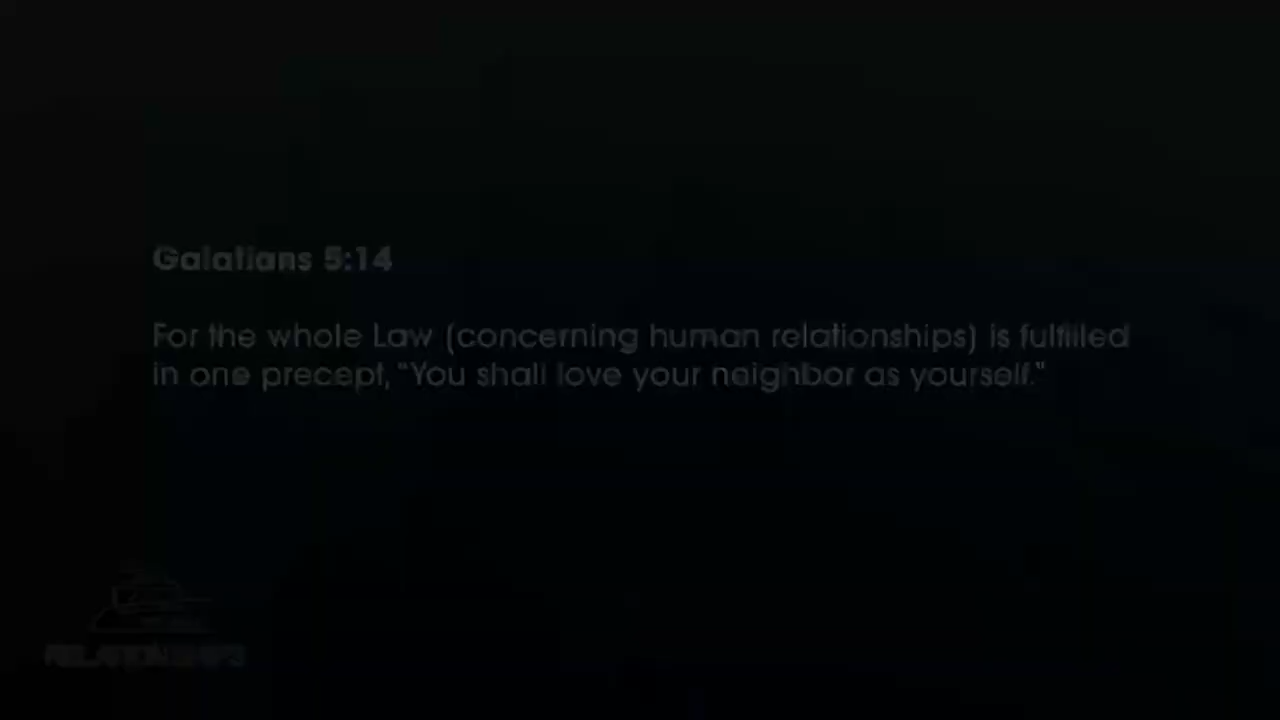 Galatians 5:14
For the whole Law (concerning human relationships) is fulfilled
in one precept, "You shall love your neighbor as yourself."